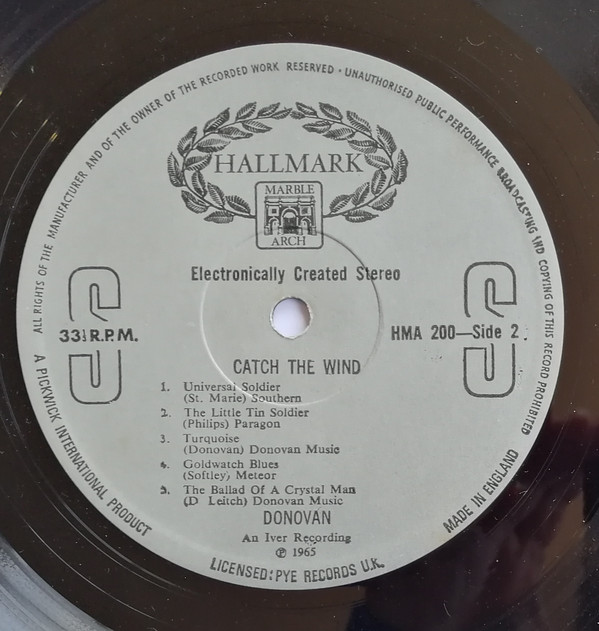 ALL RIGHTS OF THE MANUFACTURER AND OF THE OWNER OF THE RECORDED WORK RESERVED · UNAUTHORISED PUBLIC PERFORMANCE BROADCASTING AND COPYING OF THIS RECORD PROHIBITED
HALLMARK
MARBLE
ARCH
Electronically Created Stereo
S S
33⅓ R.P.M.
HMA 200—Side 2.
CATCH THE WIND
1. Universal Soldier
(St. Marie) Southern
2. The Little Tin Soldier
(Philips) Paragon
3. Turquoise
(Donovan) Donovan Music
4. Goldwatch Blues
(Softley) Meteor
5. The Ballad Of A Crystal Man
(D Leitch) Donovan Music
DONOVAN
An Iver Recording
℗ 1965
A PICKWICK INTERNATIONAL PRODUCT
LICENSED: PYE RECORDS U.K.
MADE IN ENGLAND